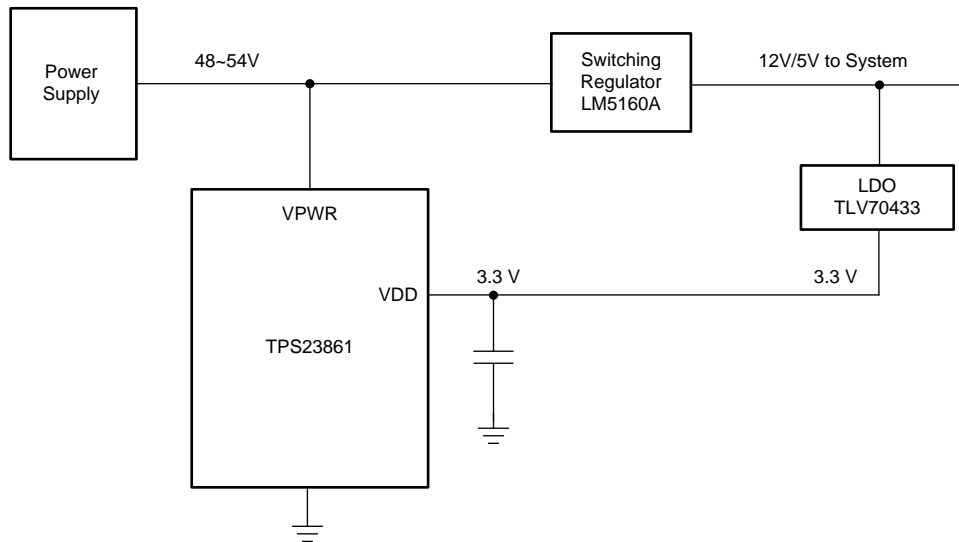 Power
Supply
48~54V
Switching
Regulator
LM5160A
12V/5V to System
LDO
TLV70433
VPWR
3.3 V
3.3 V
VDD
TPS23861